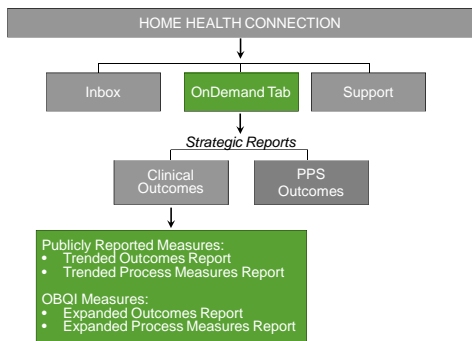 HOME HEALTH CONNECTION
Inbox
OnDemand Tab
Support
Strategic Reports
Clinical
Outcomes
PPS
Outcomes
Publicly Reported Measures:
• Trended Outcomes Report
• Trended Process Measures Report
OBQI Measures:
• Expanded Outcomes Report
• Expanded Process Measures Report